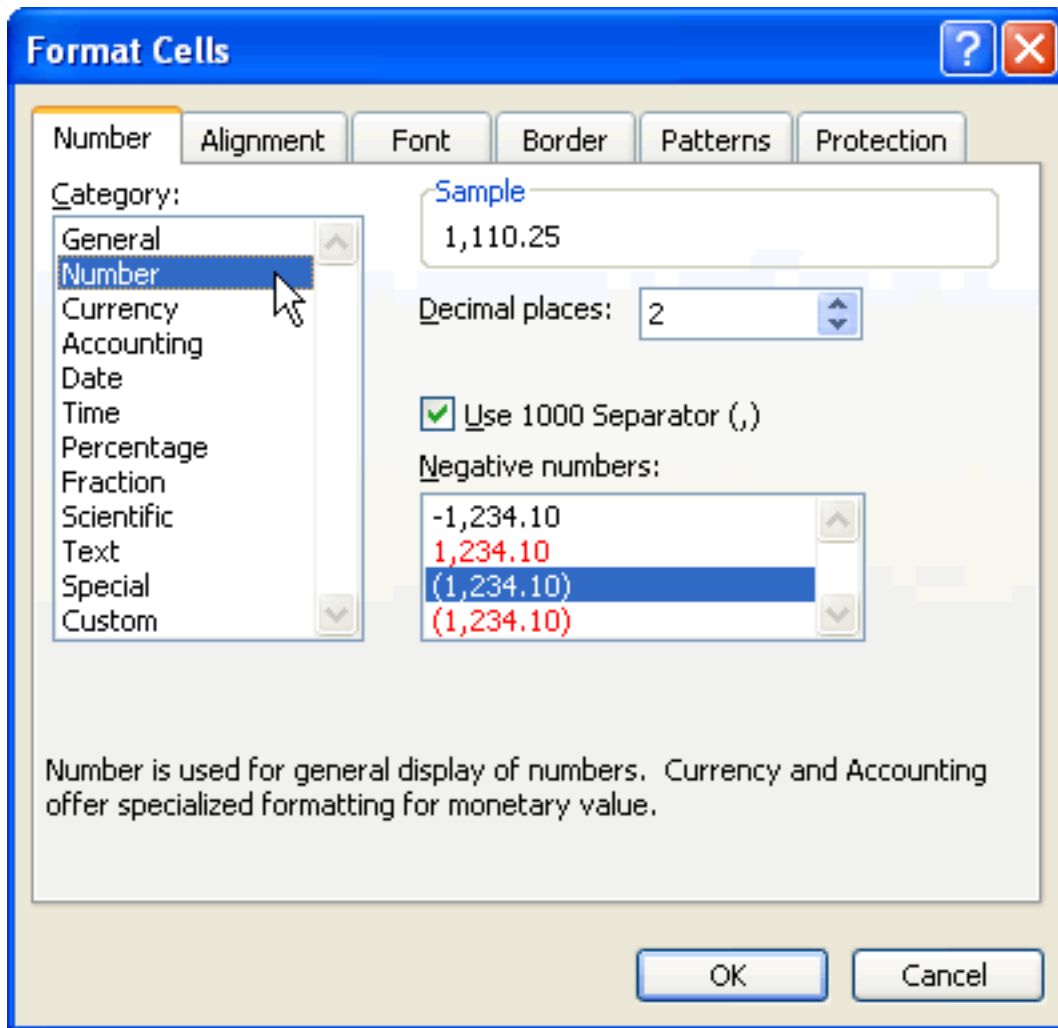 Format Cells
Number Alignment Font Border Patterns Protection
Category:
General
Number
Currency
Accounting
Date
Time
Percentage
Fraction
Scientific
Text
Special
Custom
Sample
1,110.25
Decimal places: 2
Use 1000 Separator (,)
Negative numbers:
-1,234.10
1,234.10
(1,234.10)
(1,234.10)
Number is used for general display of numbers. Currency and Accounting
offer specialized formatting for monetary value.
OK Cancel